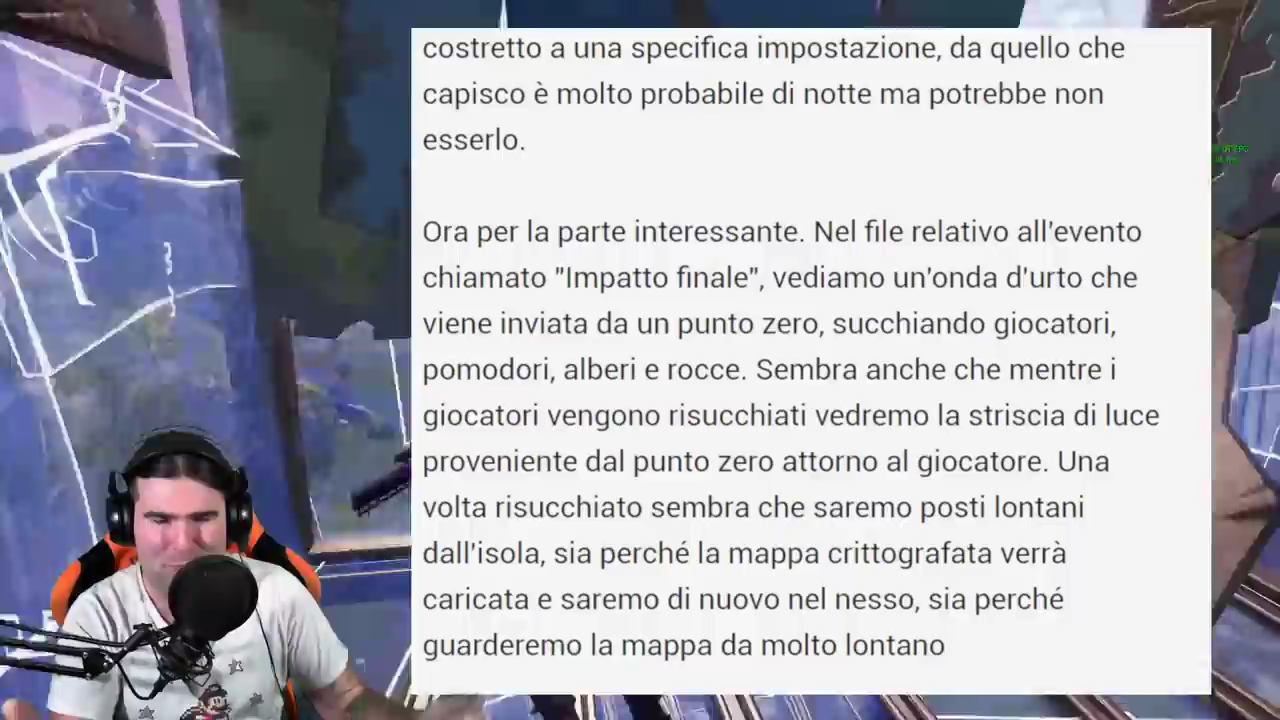 costretto a una specifica impostazione, da quello che
capisco è molto probabile di notte ma potrebbe non
esserlo.
Ora per la parte interessante. Nel file relativo all'evento
chiamato "Impatto finale", vediamo un'onda d'urto che
viene inviata da un punto zero, succhiando giocatori,
pomodori, alberi e rocce. Sembra anche che mentre i
giocatori vengono risucchiati vedremo la striscia di luce
proveniente dal punto zero attorno al giocatore. Una
volta risucchiato sembra che saremo posti lontani
dall'isola, sia perché la mappa crittografata verrà
caricata e saremo di nuovo nel nesso, sia perché
guarderemo la mappa da molto lontano